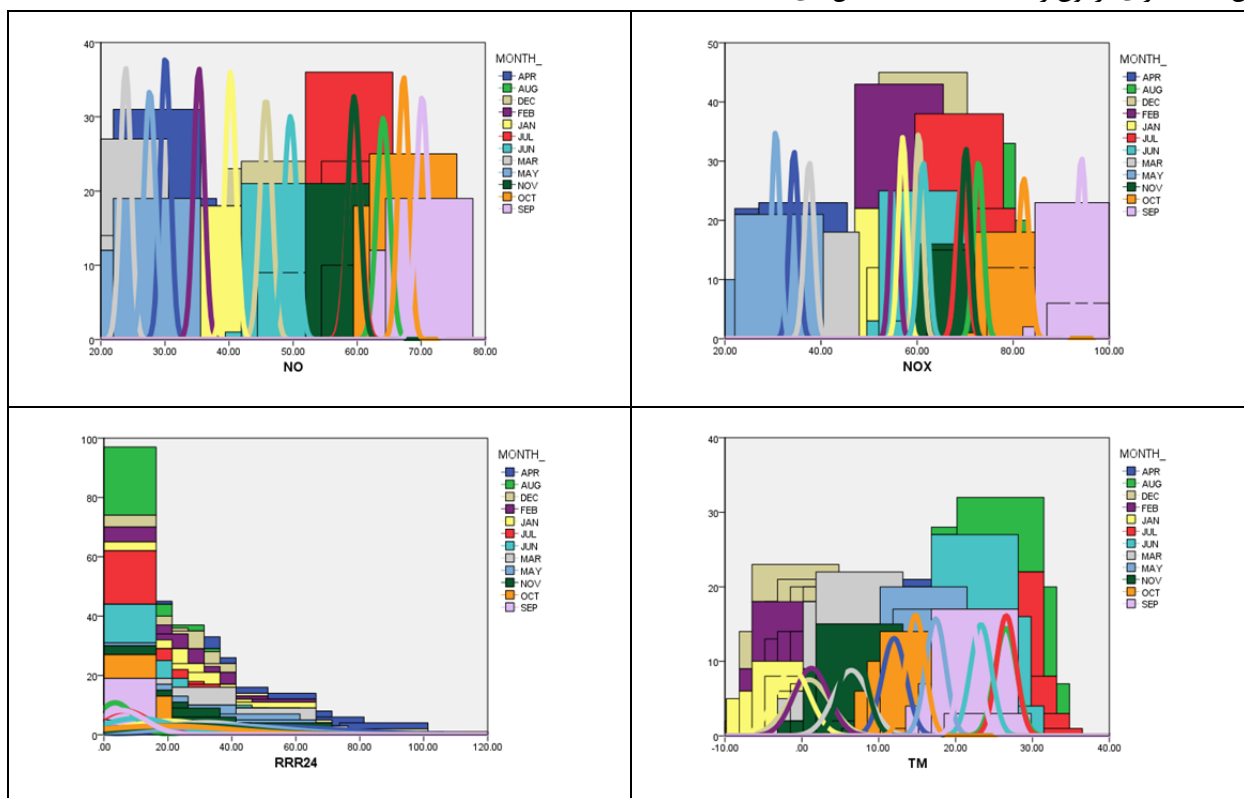 40
30
20
10
0
20.00 30.00 40.00 50.00 60.00 70.00 80.00
NO
MONTH_
APR
AUG
DEC
FEB
JAN
JUL
JUN
MAR
MAY
NOV
OCT
SEP
50
40
30
20
10
0
20.00 40.00 60.00 80.00 100.00
NOX
MONTH_
APR
AUG
DEC
FEB
JAN
JUL
JUN
MAR
MAY
NOV
OCT
SEP
100
80
60
40
20
0
.00 20.00 40.00 60.00 80.00 100.00 120.00
RRR24
MONTH_
APR
AUG
DEC
FEB
JAN
JUL
JUN
MAR
MAY
NOV
OCT
SEP
40
30
20
10
0
-10.00 .00 10.00 20.00 30.00 40.00
TM
MONTH_
APR
AUG
DEC
FEB
JAN
JUL
JUN
MAR
MAY
NOV
OCT
SEP